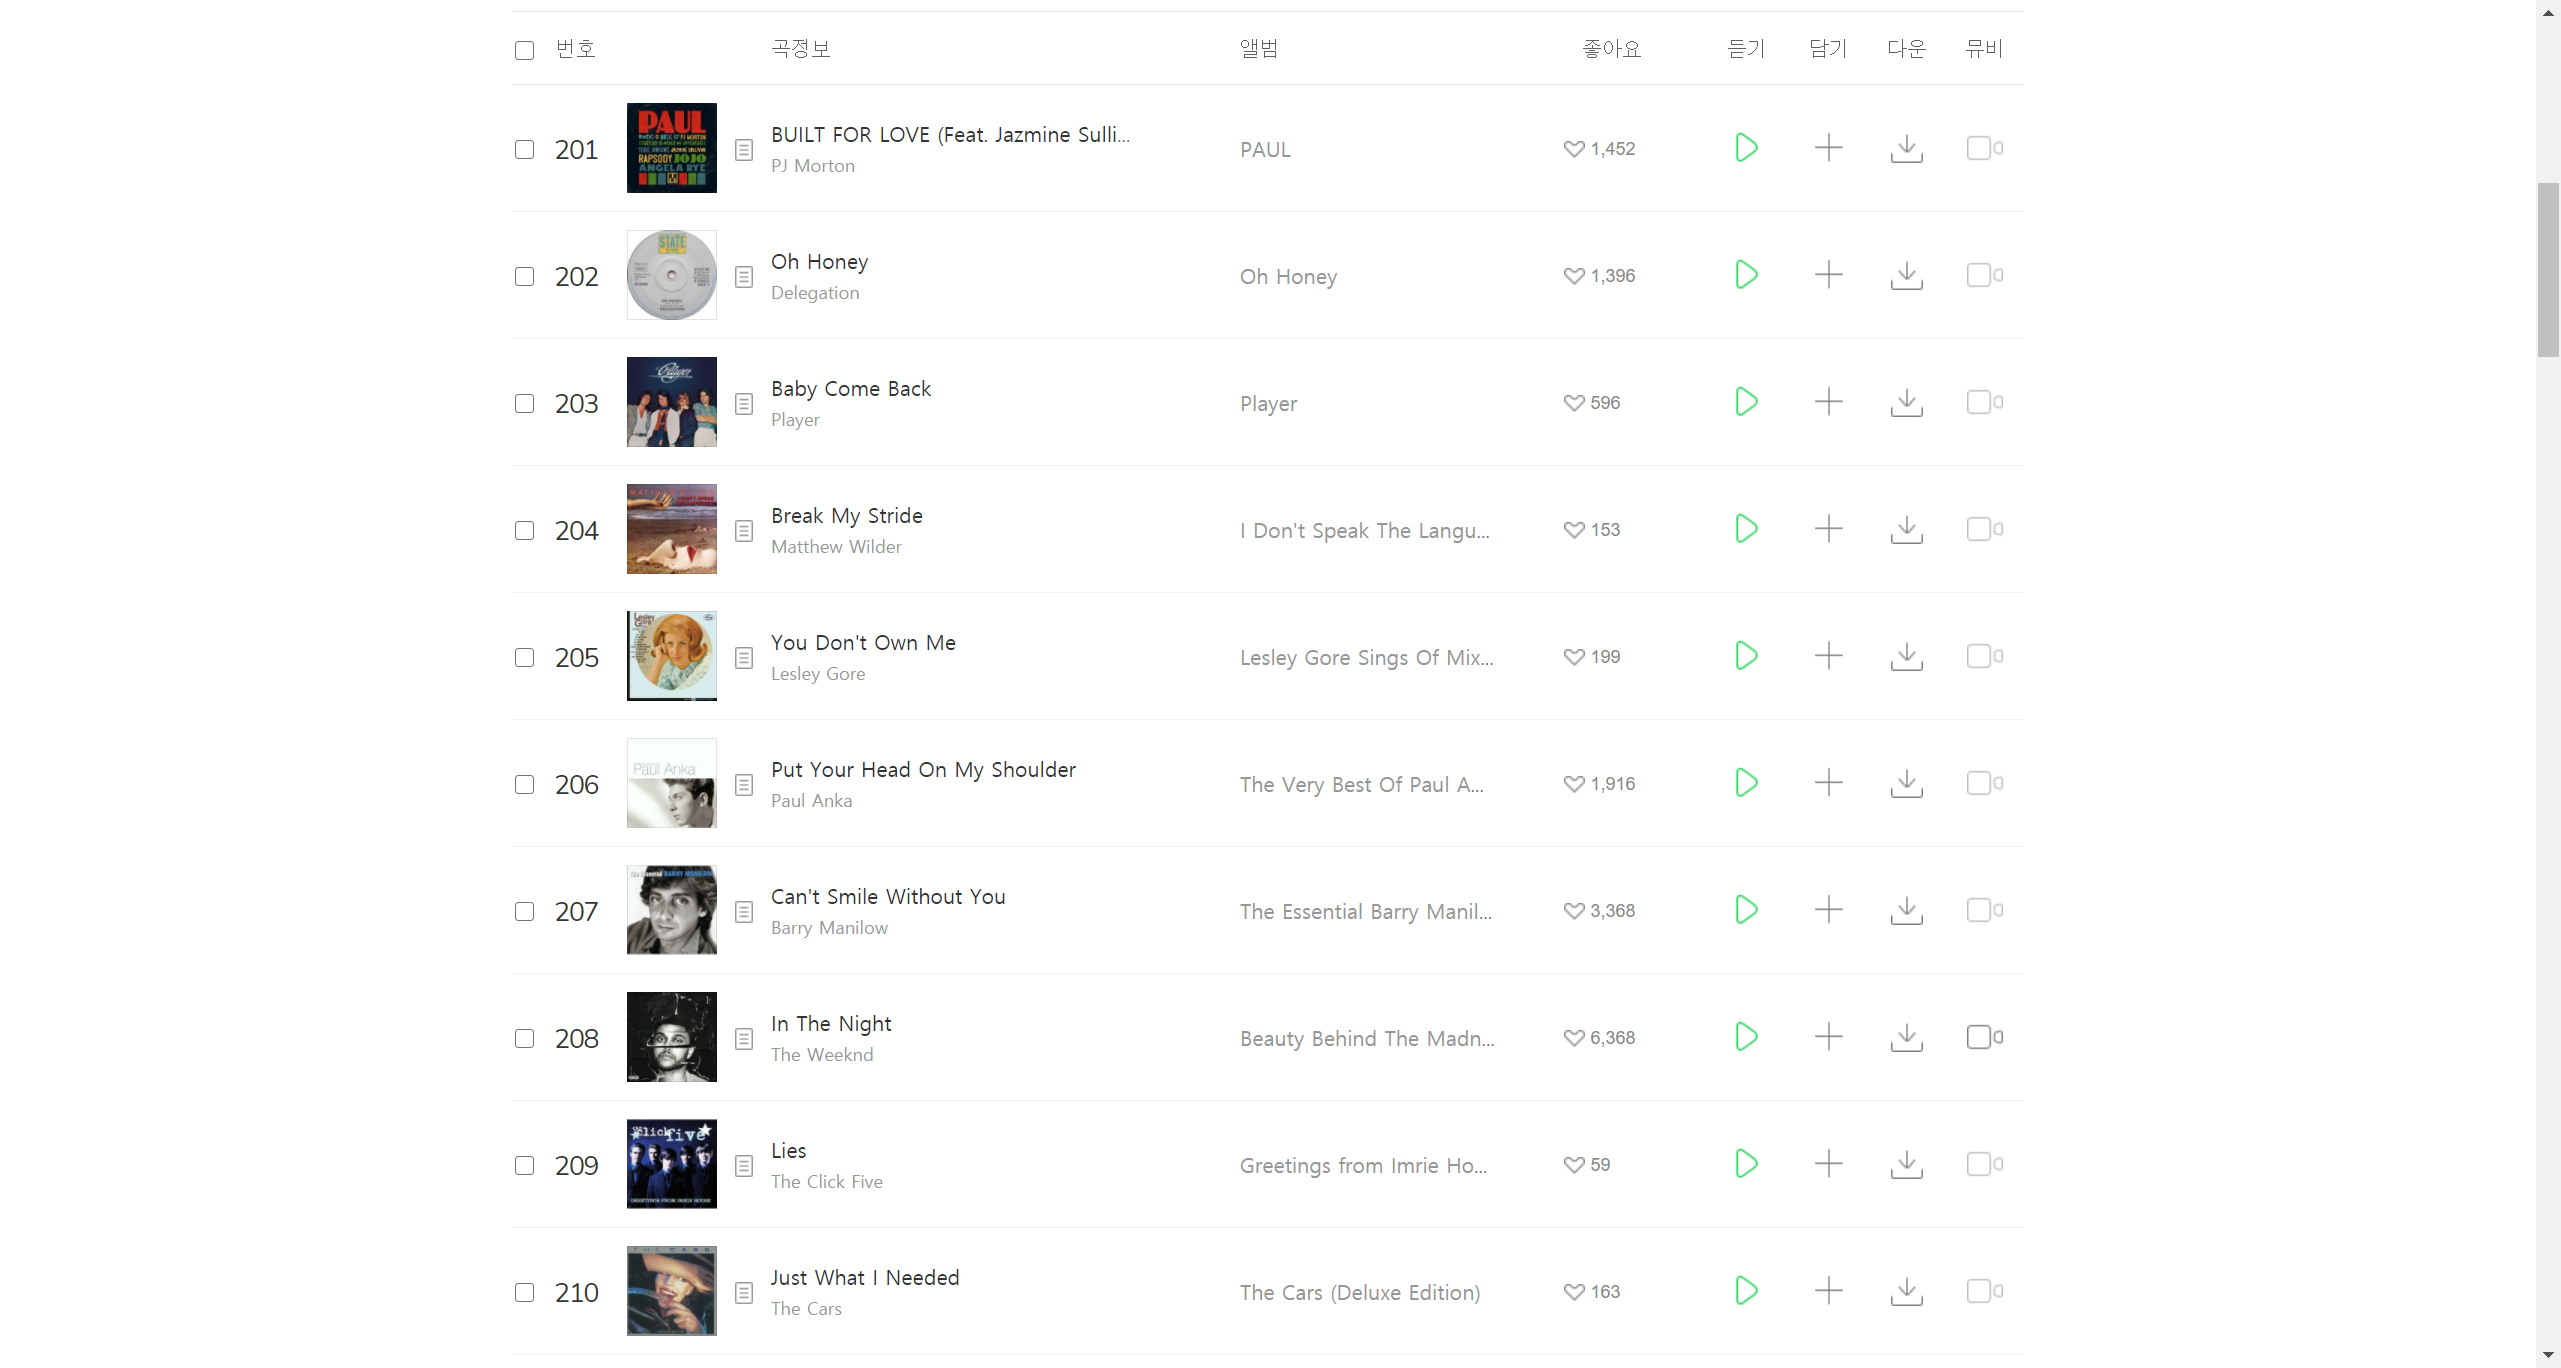 번호 곡정보 앨범 좋아요 듣기 담기 다운 뮤비
201 BUILT FOR LOVE (Feat. Jazmine Sulli... PAUL 1,452
PJ Morton
202 Oh Honey Oh Honey 1,396
Delegation
203 Baby Come Back Player 596
Player
204 Break My Stride I Don't Speak The Langu... 153
Matthew Wilder
205 You Don't Own Me Lesley Gore Sings Of Mix... 199
Lesley Gore
206 Put Your Head On My Shoulder The Very Best Of Paul A... 1,916
Paul Anka
207 Can't Smile Without You The Essential Barry Manil... 3,368
Barry Manilow
208 In The Night Beauty Behind The Madn... 6,368
The Weeknd
209 Lies Greetings from Imrie Ho... 59
The Click Five
210 Just What I Needed The Cars (Deluxe Edition) 163
The Cars